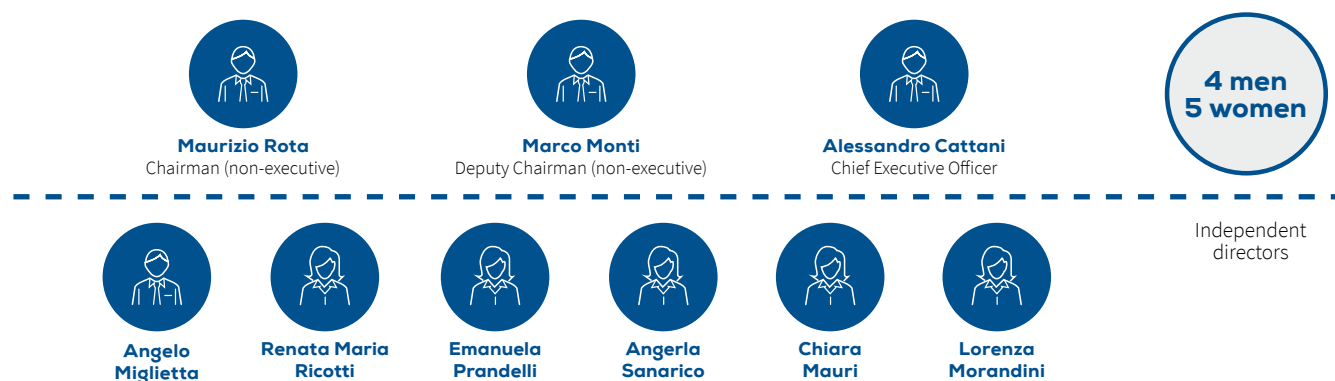 4 men
5 women
Maurizio Rota
Chairman (non-executive)
Marco Monti
Deputy Chairman (non-executive)
Alessandro Cattani
Chief Executive Officer
Independent
directors
Angelo
Miglietta
Renata Maria
Ricotti
Emanuela
Prandelli
Angerla
Sanarico
Chiara
Mauri
Lorenza
Morandini